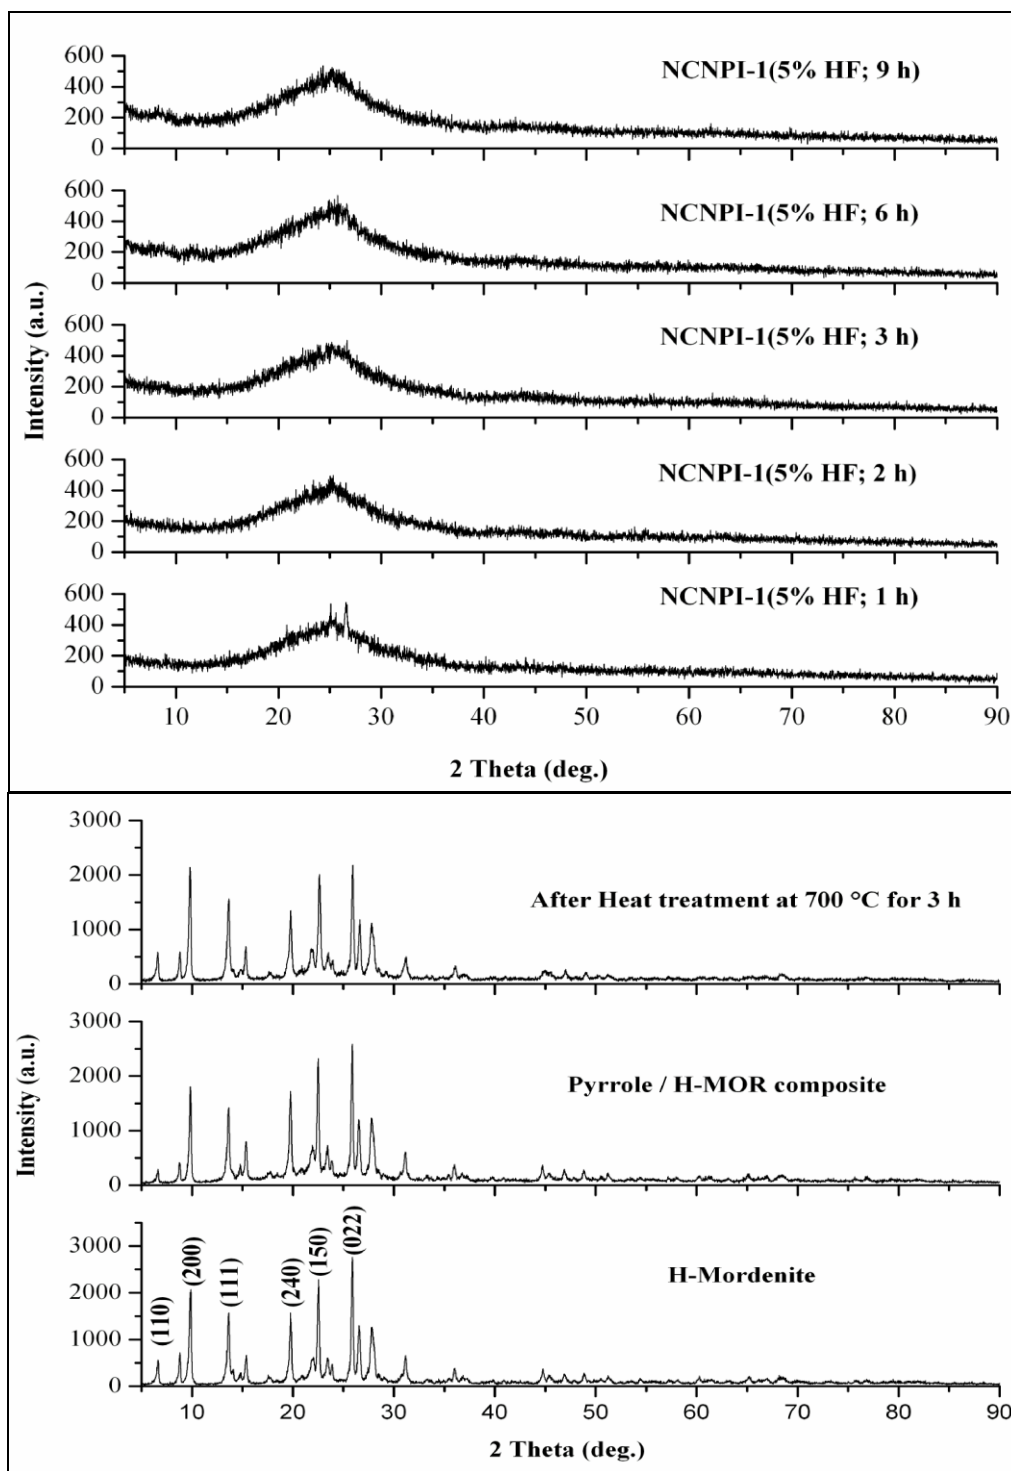 600
400
200
0
NCNPI-1(5% HF; 9 h)
600
400
200
0
NCNPI-1(5% HF; 6 h)
600
400
200
0
NCNPI-1(5% HF; 3 h)
600
400
200
0
NCNPI-1(5% HF; 2 h)
600
400
200
0
NCNPI-1(5% HF; 1 h)
Intensity (a.u.)
10 20 30 40 50 60 70 80 90
2 Theta (deg.)
3000
2000
1000
0
After Heat treatment at 700 °C for 3 h
3000
2000
1000
0
Pyrrole / H-MOR composite
3000
2000
1000
0
(110) (200) (111) (240) (150) (022)
H-Mordenite
Intensity (a.u.)
10 20 30 40 50 60 70 80 90
2 Theta (deg.)